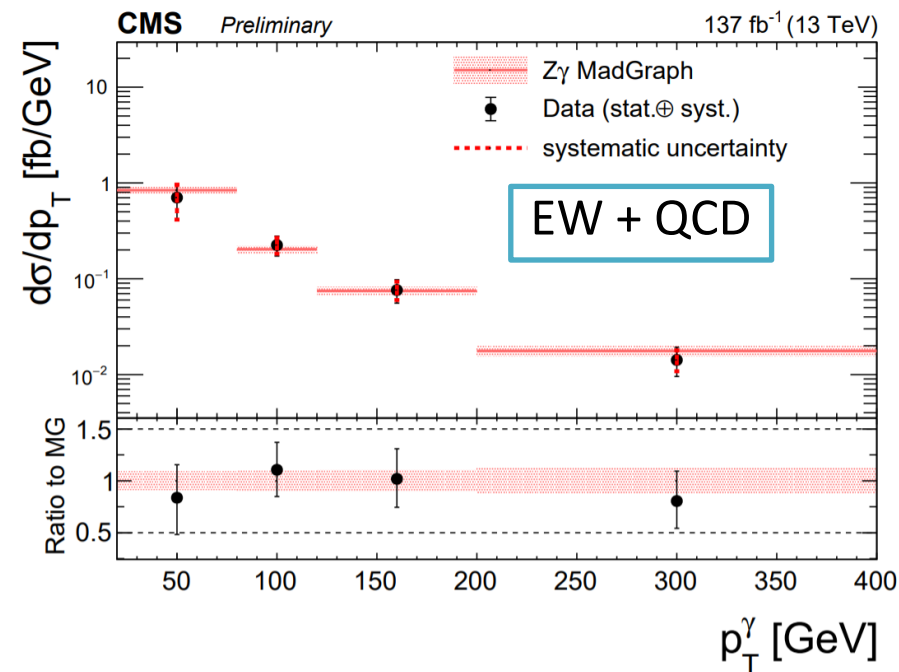 CMS Preliminary 137 fb⁻¹ (13 TeV)
dσ/dp_T [fb/GeV]
Zγ MadGraph
Data (stat.⊕ syst.)
systematic uncertainty
EW + QCD
10
1
10⁻¹
10⁻²
Ratio to MG
1.5
1
0.5
50 100 150 200 250 300 350 400
p_T^γ [GeV]